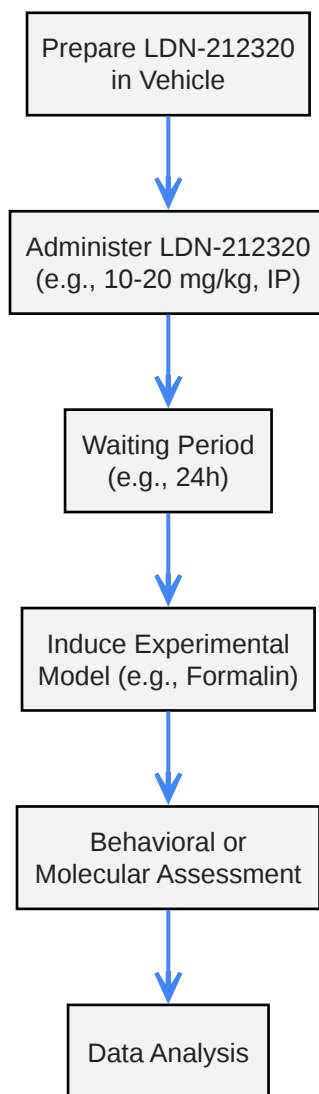 Prepare LDN-212320
in Vehicle
Administer LDN-212320
(e.g., 10-20 mg/kg, IP)
Waiting Period
(e.g., 24h)
Induce Experimental
Model (e.g., Formalin)
Behavioral or
Molecular Assessment
Data Analysis